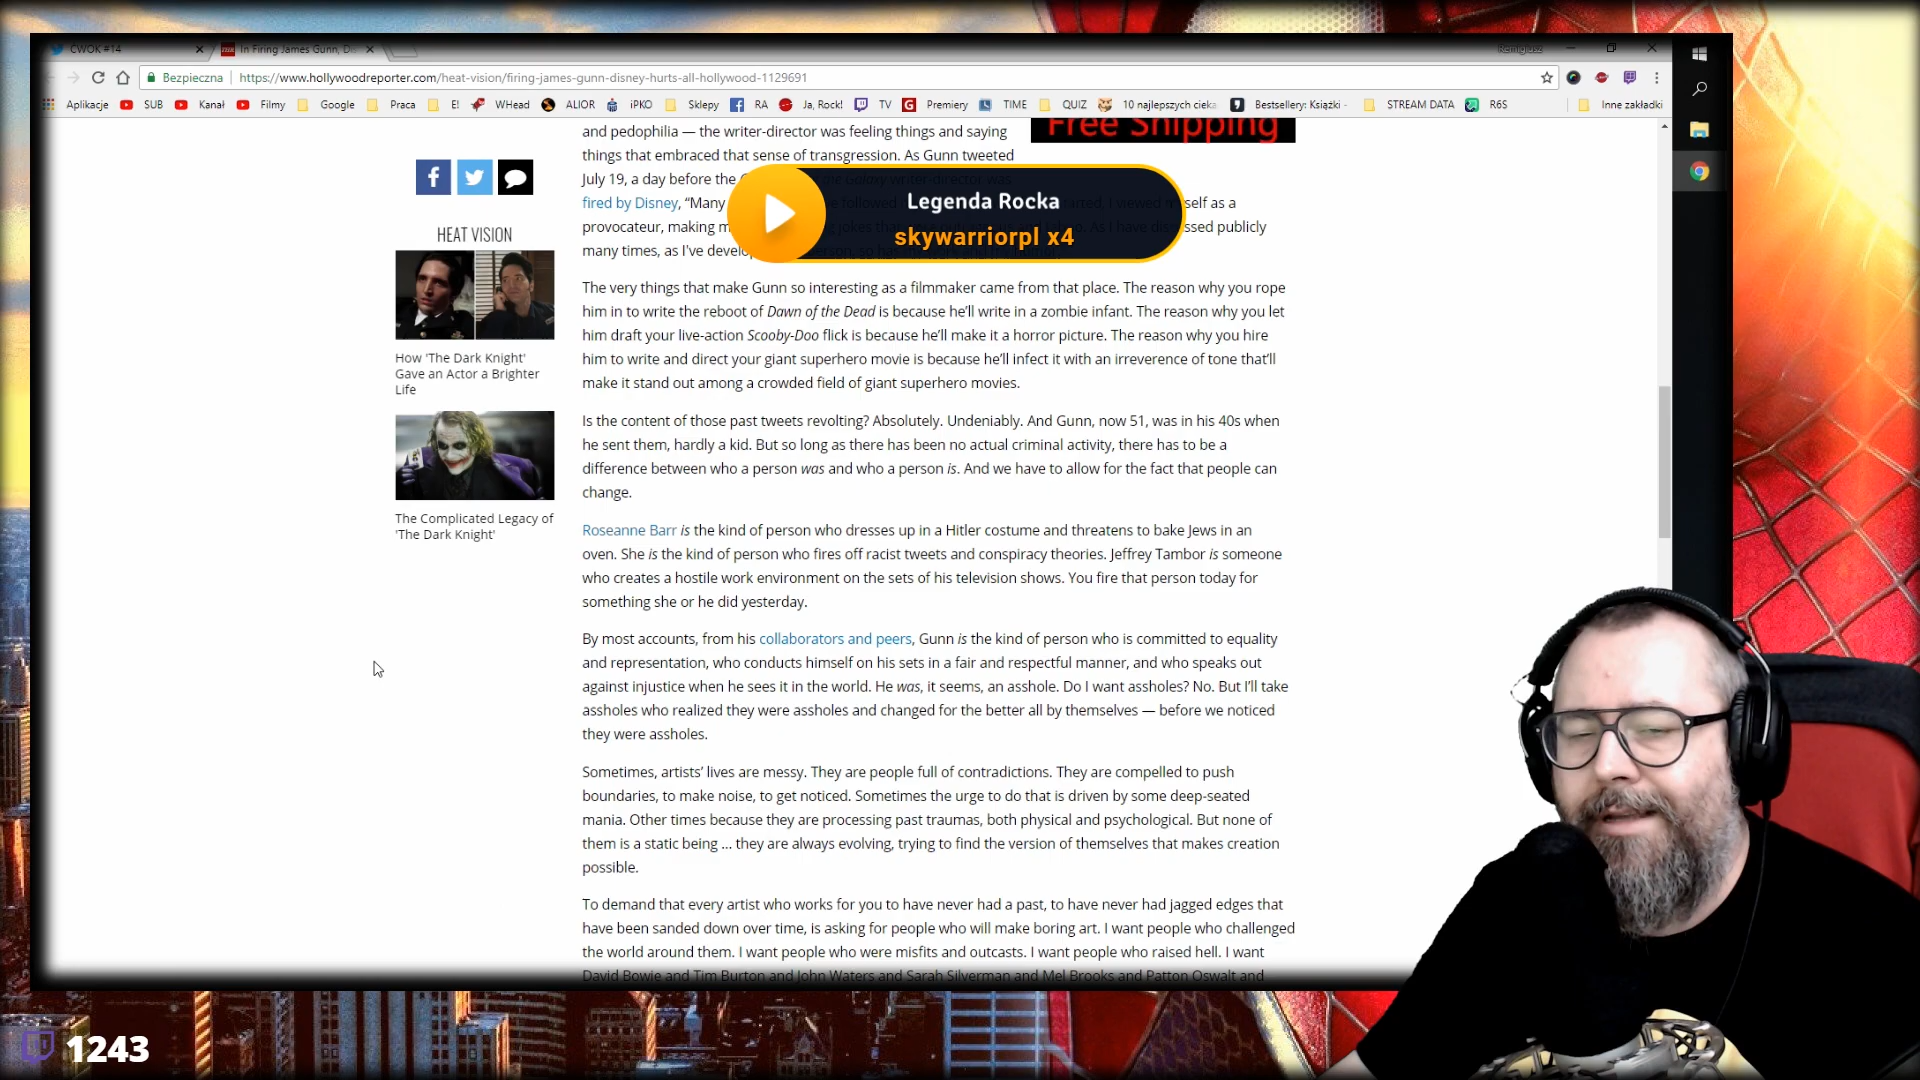 CWOK #14
In Firing James Gunn, Di
Remigiusz
Bezpieczna
https://www.hollywoodreporter.com/heat-vision/firing-james-gunn-disney-hurts-all-hollywood-1129691
Aplikacje SUB Kanał Filmy Google Praca E! WHead ALIOR iPKO Sklepy RA Ja, Rock! TV Premiery TIME QUIZ 10 najlepszych cieka Bestsellery: Książki - STREAM DATA R6S Inne zakładki
and pedophilia — the writer-director was feeling things and saying
things that embraced that sense of transgression. As Gunn tweeted
July 19, a day before the
fired by Disney, “Many
self as a
provocateur, making m
ssed publicly
many times, as I've develo
Free Shipping
Legenda Rocka
skywarriorpl x4
HEAT VISION
How 'The Dark Knight'
Gave an Actor a Brighter
Life
The Complicated Legacy of
'The Dark Knight'
The very things that make Gunn so interesting as a filmmaker came from that place. The reason why you rope
him in to write the reboot of Dawn of the Dead is because he’ll write in a zombie infant. The reason why you let
him draft your live-action Scooby-Doo flick is because he’ll make it a horror picture. The reason why you hire
him to write and direct your giant superhero movie is because he’ll infect it with an irreverence of tone that’ll
make it stand out among a crowded field of giant superhero movies.
Is the content of those past tweets revolting? Absolutely. Undeniably. And Gunn, now 51, was in his 40s when
he sent them, hardly a kid. But so long as there has been no actual criminal activity, there has to be a
difference between who a person was and who a person is. And we have to allow for the fact that people can
change.
Roseanne Barr is the kind of person who dresses up in a Hitler costume and threatens to bake Jews in an
oven. She is the kind of person who fires off racist tweets and conspiracy theories. Jeffrey Tambor is someone
who creates a hostile work environment on the sets of his television shows. You fire that person today for
something she or he did yesterday.
By most accounts, from his collaborators and peers, Gunn is the kind of person who is committed to equality
and representation, who conducts himself on his sets in a fair and respectful manner, and who speaks out
against injustice when he sees it in the world. He was, it seems, an asshole. Do I want assholes? No. But I’ll take
assholes who realized they were assholes and changed for the better all by themselves — before we noticed
they were assholes.
Sometimes, artists’ lives are messy. They are people full of contradictions. They are compelled to push
boundaries, to make noise, to get noticed. Sometimes the urge to do that is driven by some deep-seated
mania. Other times because they are processing past traumas, both physical and psychological. But none of
them is a static being ... they are always evolving, trying to find the version of themselves that makes creation
possible.
To demand that every artist who works for you to have never had a past, to have never had jagged edges that
have been sanded down over time, is asking for people who will make boring art. I want people who challenged
the world around them. I want people who were misfits and outcasts. I want people who raised hell. I want
David Bowie and Tim Burton and John Waters and Sarah Silverman and Mel Brooks and Patton Oswalt and
1243